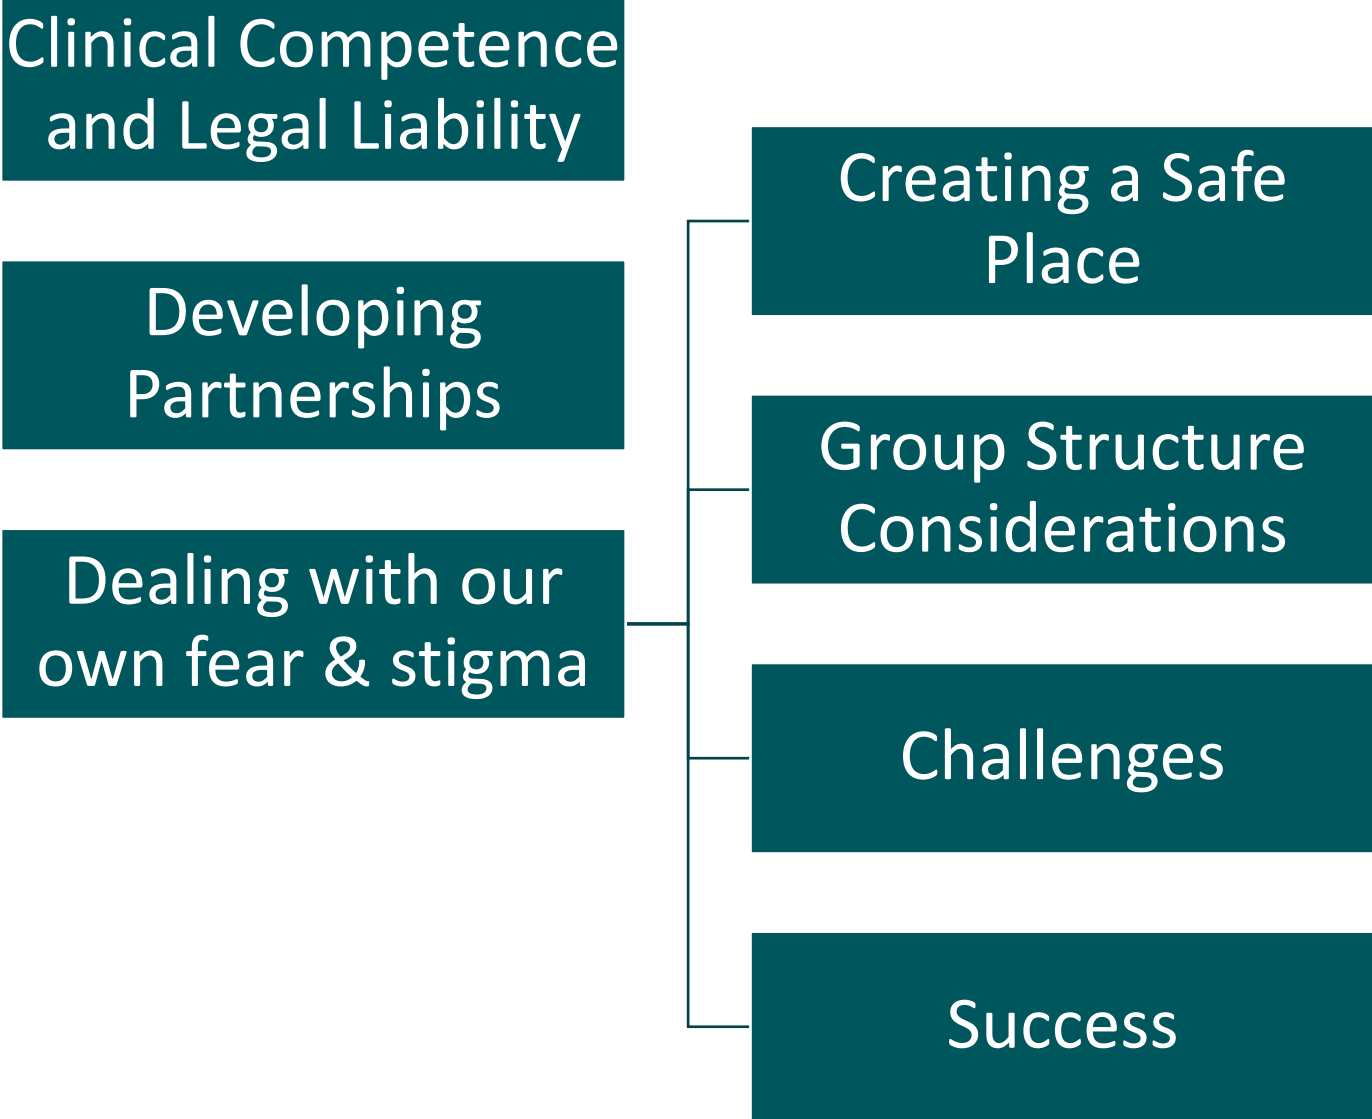 Clinical Competence
and Legal Liability
Developing
Partnerships
Dealing with our
own fear & stigma
Creating a Safe
Place
Group Structure
Considerations
Challenges
Success